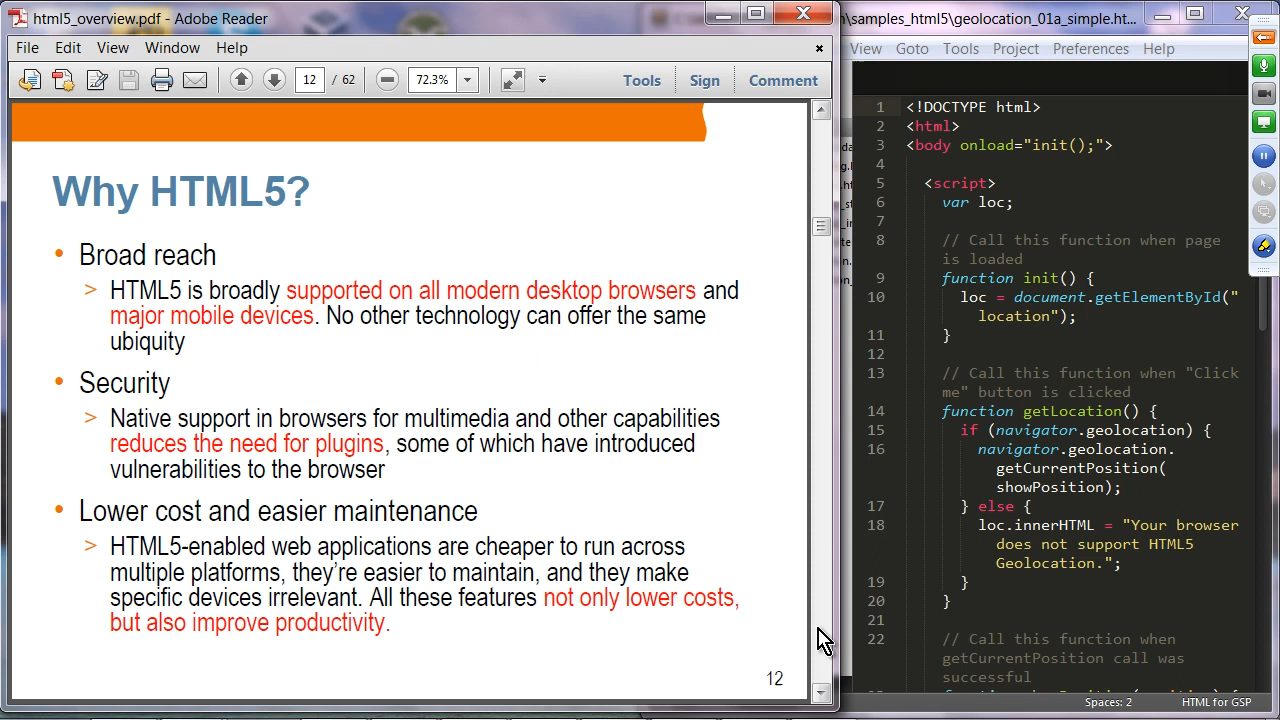 html5_overview.pdf - Adobe Reader
File Edit View Window Help
12 / 62
72.3%
Tools Sign Comment
Why HTML5?
• Broad reach
> HTML5 is broadly supported on all modern desktop browsers and
major mobile devices. No other technology can offer the same
ubiquity
• Security
> Native support in browsers for multimedia and other capabilities
reduces the need for plugins, some of which have introduced
vulnerabilities to the browser
• Lower cost and easier maintenance
> HTML5-enabled web applications are cheaper to run across
multiple platforms, they're easier to maintain, and they make
specific devices irrelevant. All these features not only lower costs,
but also improve productivity.
12
\samples_html5\geolocation_01a_simple.ht...
View Goto Tools Project Preferences Help
1 <!DOCTYPE html>
2 <html>
3 <body onload="init();">
4
5 <script>
6 var loc;
7
8 // Call this function when page
is loaded
9 function init() {
10 loc = document.getElementById("
location");
11 }
12
13 // Call this function when "Click
me" button is clicked
14 function getLocation() {
15 if (navigator.geolocation) {
16 navigator.geolocation.
getCurrentPosition(
showPosition);
17 } else {
18 loc.innerHTML = "Your browser
does not support HTML5
Geolocation.";
19 }
20 }
21
22 // Call this function when
getCurrentPosition call was
successful
Spaces: 2 HTML for GSP